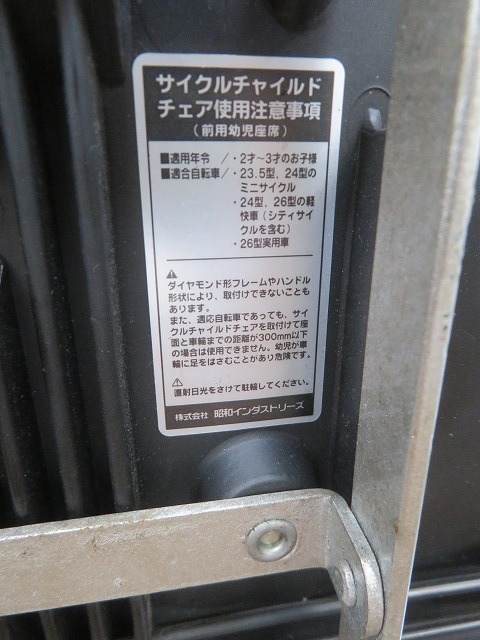 サイクルチャイルド
チェア使用注意事項
(前用幼児座席)
■適用年令／・2才～3才のお子様
■適合自転車／・23.5型, 24型の
ミニサイクル
・24型, 26型の軽
快車(シティサイ
クルを含む)
・26型実用車
⚠
ダイヤモンド形フレームやハンドル
形状により、取付けできないことも
あります。
また、適応自転車であっても、サイ
クルチャイルドチェアを取付けて座
面と車輪までの距離が300mm以下
の場合は使用できません。幼児が車
輪に足をはさむことがあり危険です。
⚠
直射日光をさけて駐輪してください。
株式会社 昭和インダストリーズ